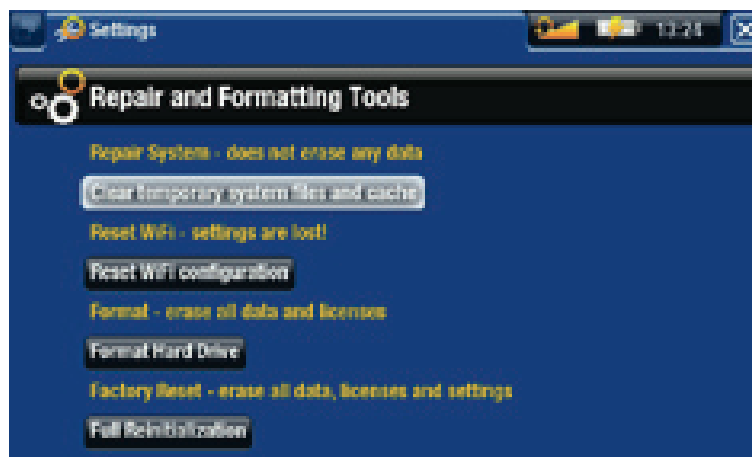 Settings
13:24
Repair and Formatting Tools
Repair System - does not erase any data
Clear temporary system files and cache
Reset WiFi - settings are lost!
Reset WiFi configuration
Format - erase all data and licenses
Format Hard Drive
Factory Reset - erase all data, licenses and settings
Full Reinitialization